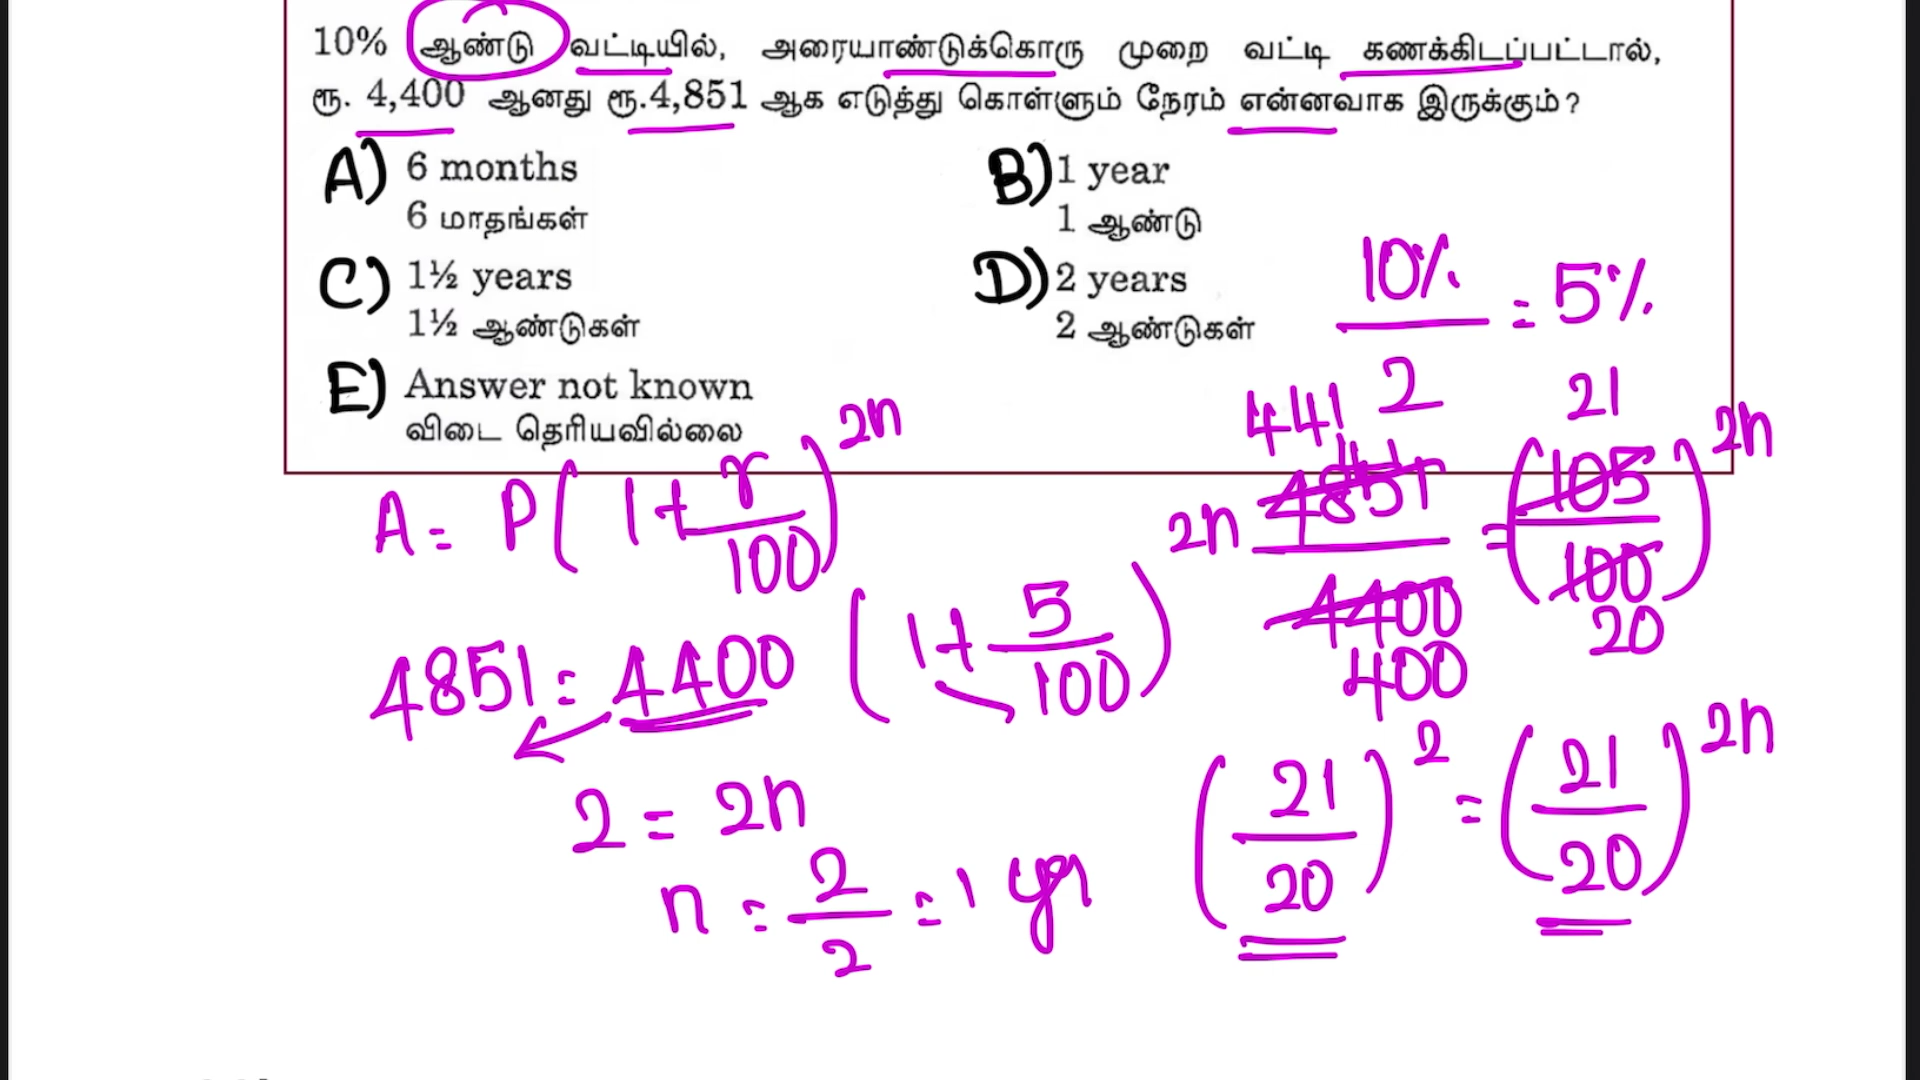 10% ஆண்டு வட்டியில், அரையாண்டுக்கொரு முறை வட்டி கணக்கிடப்பட்டால்,
ரூ. 4,400 ஆனது ரூ.4,851 ஆக எடுத்து கொள்ளும் நேரம் என்னவாக இருக்கும்?
A) 6 months
6 மாதங்கள்
B) 1 year
1 ஆண்டு
C) 1½ years
1½ ஆண்டுகள்
D) 2 years
2 ஆண்டுகள்
E) Answer not known
விடை தெரியவில்லை
10% / 2 = 5%
A = P(1 + r/100)^2n
4851 = 4400 (1 + 5/100)^2n
441 21
4851/4400 = (105/100)^2n
400 20
(21/20)^2 = (21/20)^2n
2 = 2n
n = 2/2 = 1 yr